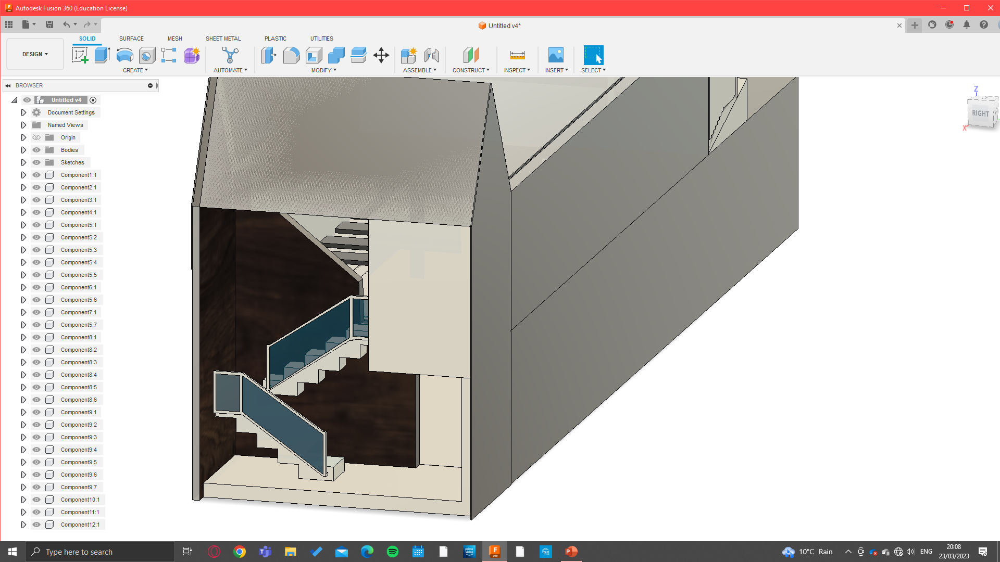 Autodesk Fusion 360 (Education License)
Untitled v4*
SOLID SURFACE MESH SHEET METAL PLASTIC UTILITIES
DESIGN
CREATE AUTOMATE MODIFY ASSEMBLE CONSTRUCT INSPECT INSERT SELECT
BROWSER
Untitled v4
Document Settings
Named Views
Origin
Bodies
Sketches
Component1:1
Component2:1
Component3:1
Component4:1
Component5:1
Component5:2
Component5:3
Component5:4
Component5:5
Component6:1
Component5:6
Component7:1
Component5:7
Component8:1
Component8:2
Component8:3
Component8:4
Component8:5
Component8:6
Component9:1
Component9:2
Component9:3
Component9:4
Component9:5
Component9:6
Component9:7
Component10:1
Component11:1
Component12:1
Z
RIGHT
X
Type here to search
prime video
F
360
P
10°C Rain
ENG
20:08
23/03/2023